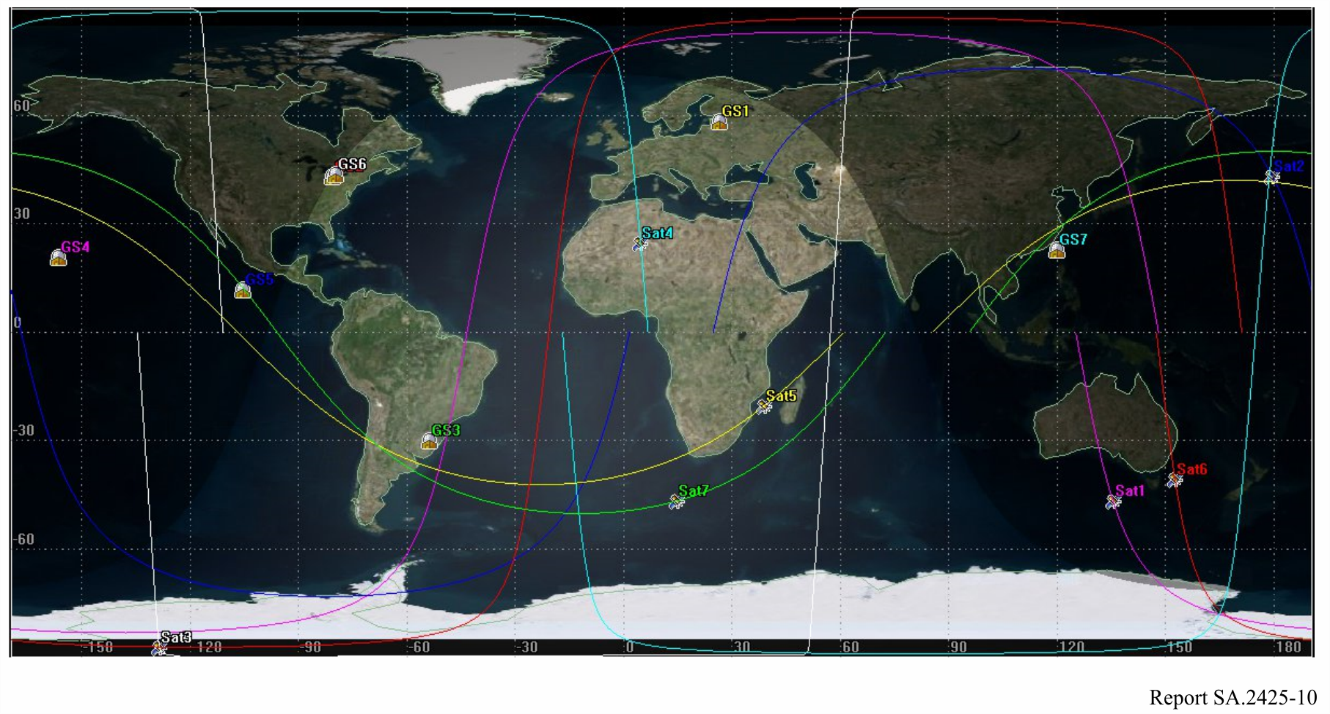 60
GS1
GS6
Sat2
30
GS4
Sat4
GS7
GS5
0
Sat5
-30
GS3
Sat6
Sat7
Sat1
-60
Sat3
-150 -120 -90 -60 -30 0 30 60 90 120 150 180
Report SA.2425-10